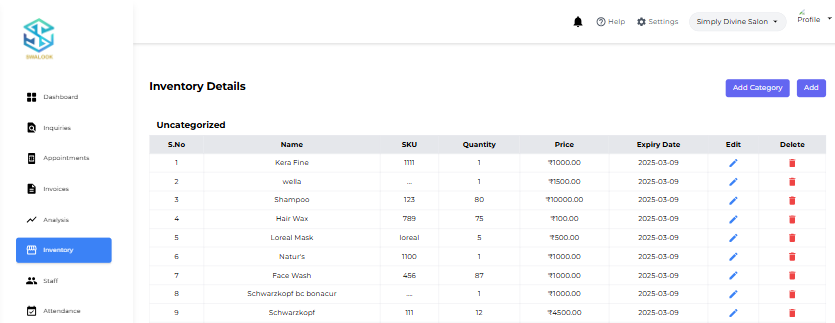 Help Settings Simply Divine Salon Profile
SWALOOK
Dashboard
Inquiries
Appointments
Invoices
Analysis
Inventory
Staff
Attendance
Inventory Details
Add Category Add
Uncategorized
S.No Name SKU Quantity Price Expiry Date Edit Delete
1 Kera Fine 1111 1 ₹1000.00 2025-03-09
2 wella ... 1 ₹1500.00 2025-03-09
3 Shampoo 123 80 ₹10000.00 2025-03-09
4 Hair Wax 789 75 ₹100.00 2025-03-09
5 Loreal Mask loreal 5 ₹500.00 2025-03-09
6 Natur's 1100 1 ₹1000.00 2025-03-09
7 Face Wash 456 87 ₹1000.00 2025-03-09
8 Schwarzkopf bc bonacur ... 1 ₹1000.00 2025-03-09
9 Schwarzkopf 111 12 ₹4500.00 2025-03-09